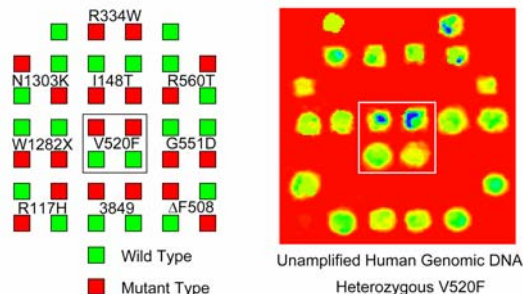 R334W
N1303K I148T R560T
W1282X V520F G551D
R117H 3849 ΔF508
Wild Type
Mutant Type
Unamplified Human Genomic DNA
Heterozygous V520F